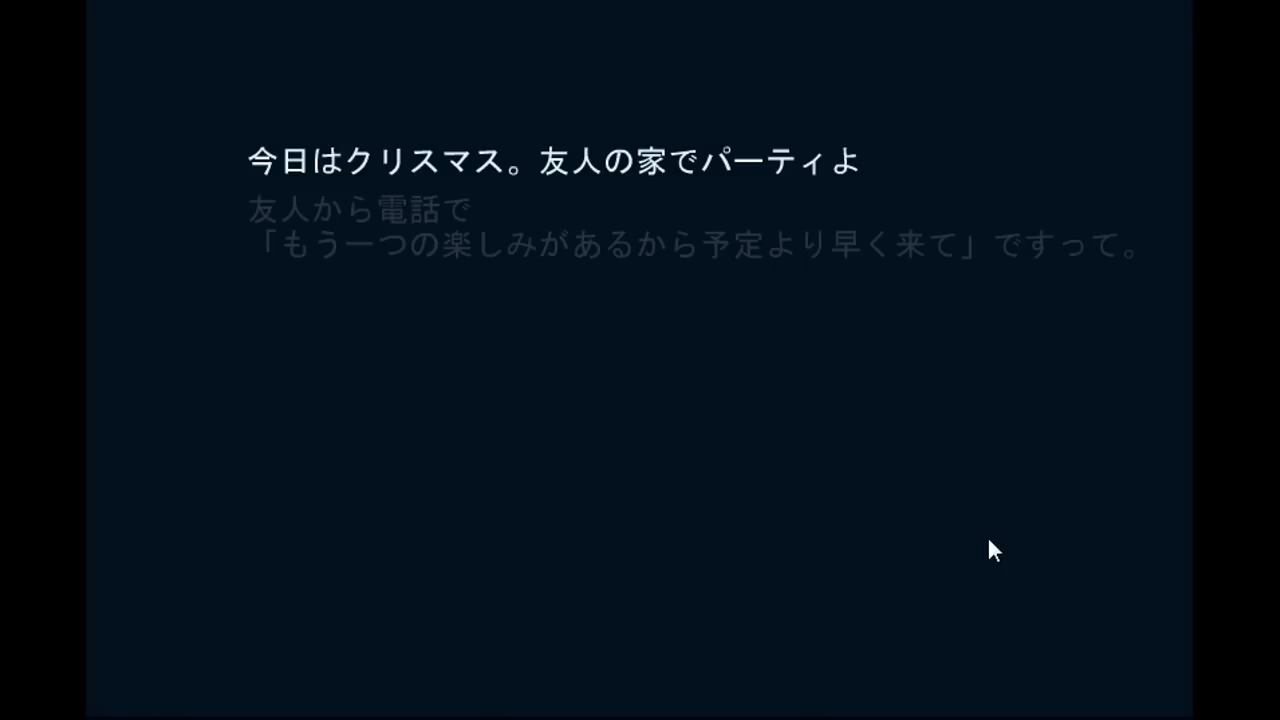 今日はクリスマス。友人の家でパーティよ
友人から電話で
「もう一つの楽しみがあるから予定より早く来て」ですって。